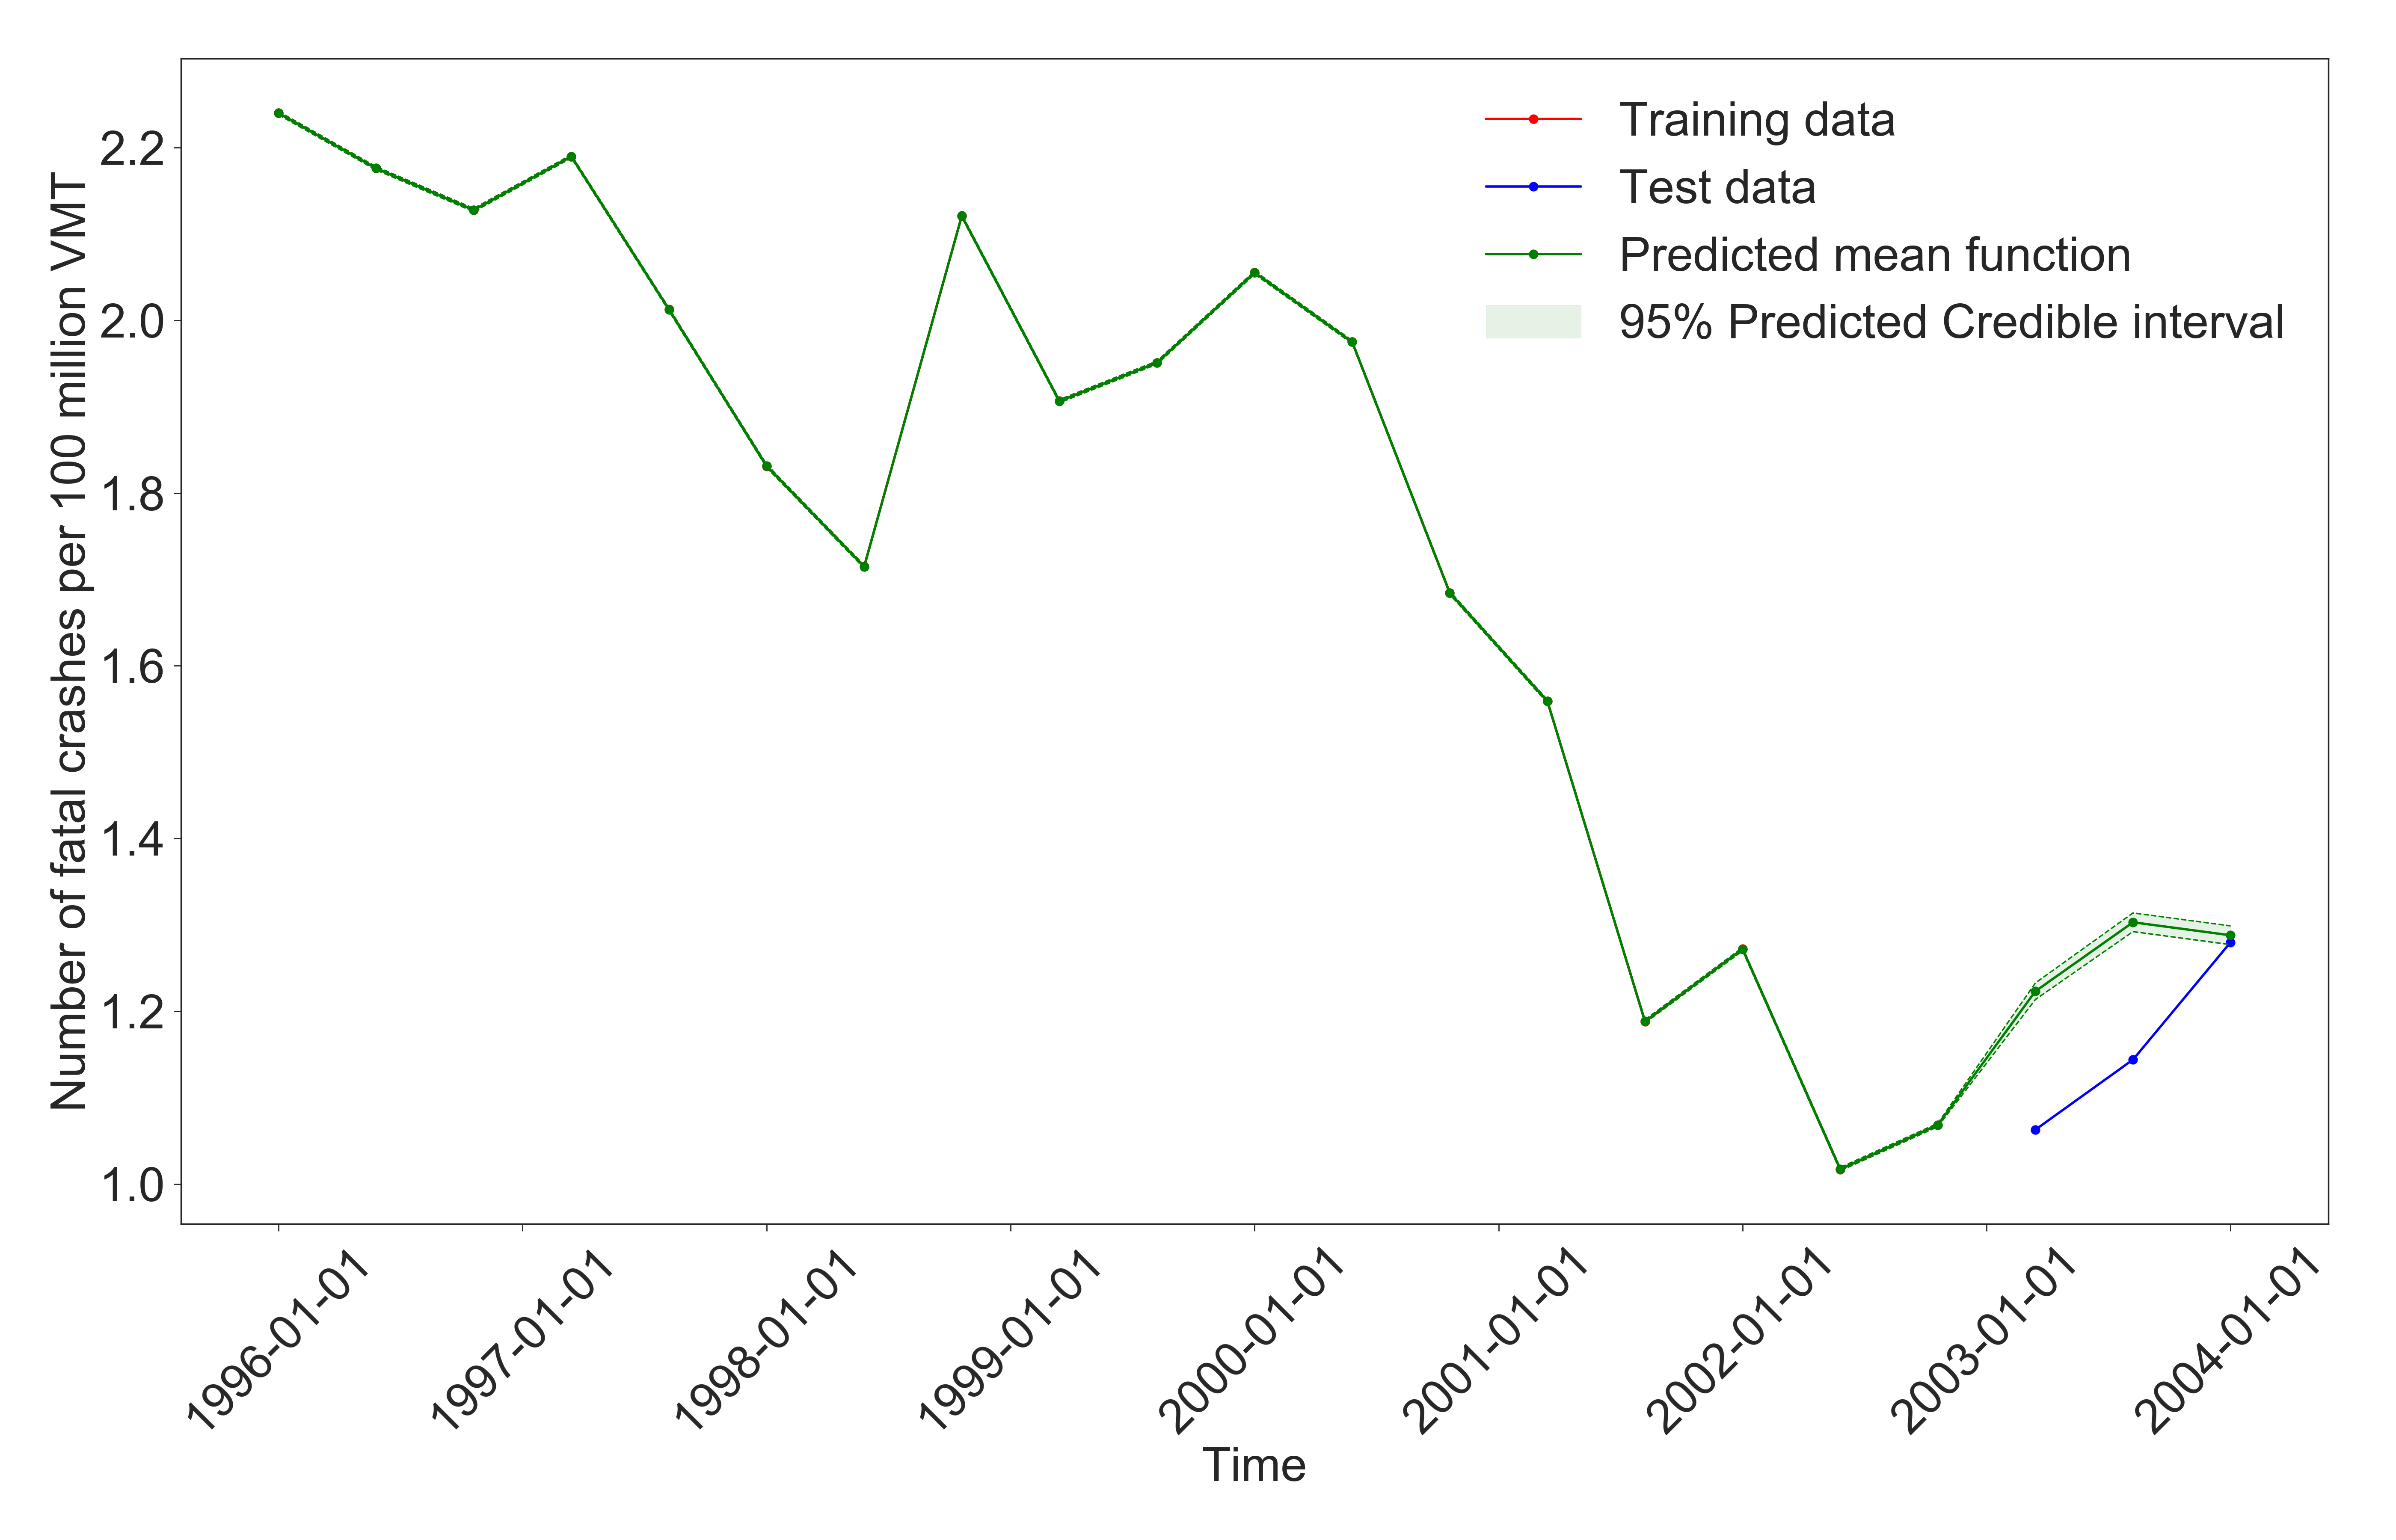 Training data
Test data
Predicted mean function
95% Predicted Credible interval
Number of fatal crashes per 100 million VMT
2.2
2.0
1.8
1.6
1.4
1.2
1.0
1996-01-01
1997-01-01
1998-01-01
1999-01-01
2000-01-01
2001-01-01
2002-01-01
2003-01-01
2004-01-01
Time